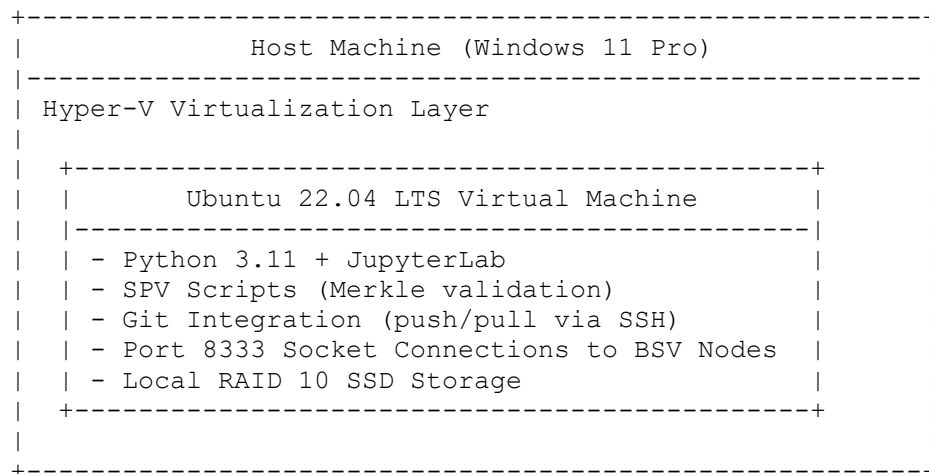 Host Machine (Windows 11 Pro)
Hyper-V Virtualization Layer
Ubuntu 22.04 LTS Virtual Machine
- Python 3.11 + JupyterLab
- SPV Scripts (Merkle validation)
- Git Integration (push/pull via SSH)
- Port 8333 Socket Connections to BSV Nodes
- Local RAID 10 SSD Storage